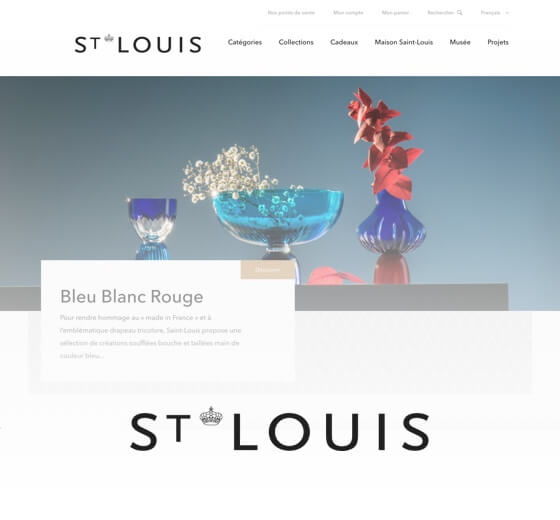 Nos points de vente Mon compte Mon panier Rechercher Français
ST LOUIS
Catégories Collections Cadeaux Maison Saint-Louis Musée Projets
Découvrir
Bleu Blanc Rouge
Pour rendre hommage au « made in France » et à
l'emblématique drapeau tricolore, Saint-Louis propose une
sélection de créations soufflées bouche et taillées main de
couleur bleu...
ST LOUIS